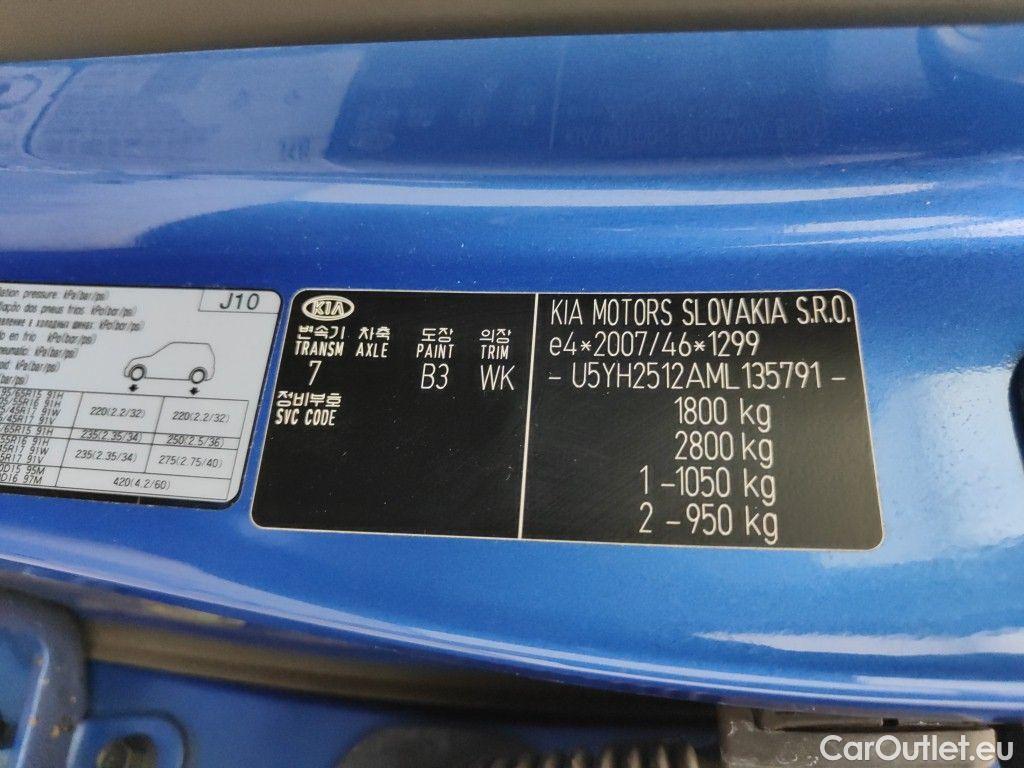 J10
220(2.2/32) 220(2.2/32)
235(2.35/34) 250(2.5/36)
235(2.35/34) 275(2.75/40)
420(4.2/60)
KIA
변속기 차축 도장 의장
TRANSM AXLE PAINT TRIM
7 B3 WK
정비부호
SVC CODE
KIA MOTORS SLOVAKIA S.R.O.
e4*2007/46*1299
- U5YH2512AML135791 -
1800 kg
2800 kg
1 -1050 kg
2 -950 kg
CarOutlet.eu